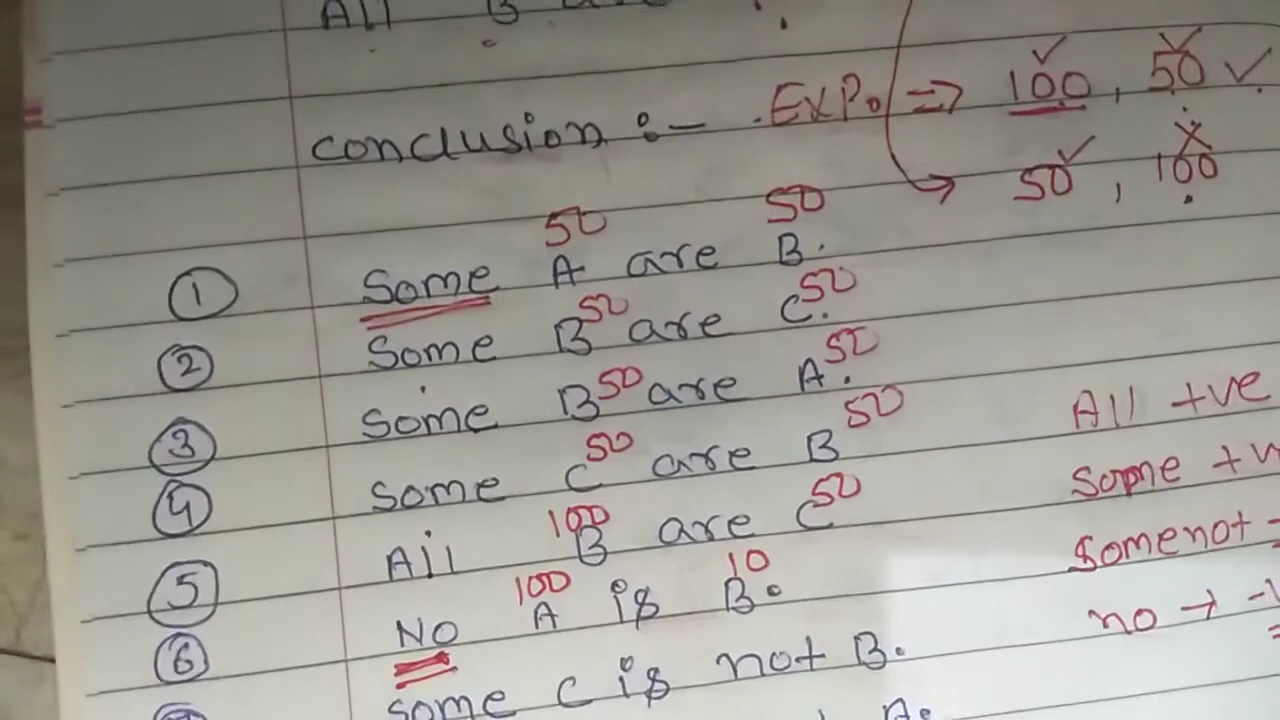 All B are
conclusion :- .EXP. => 100, 50
50, 100
50 50
① Some A are B.
50 50
② Some B are C.
50 50
③ Some B are A.
50 50
④ Some C are B
100 50
⑤ All B are C
100 10
⑥ NO A is B.
Some C is not B.
A.
All +ve
Some +v
Some not -
no → -